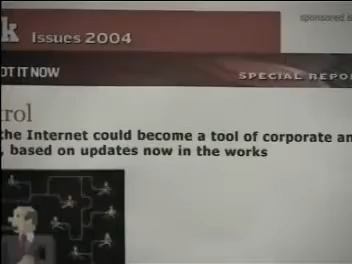 sponsored
k Issues 2004
OT IT NOW
SPECIAL REPO
trol
the Internet could become a tool of corporate an
, based on updates now in the works